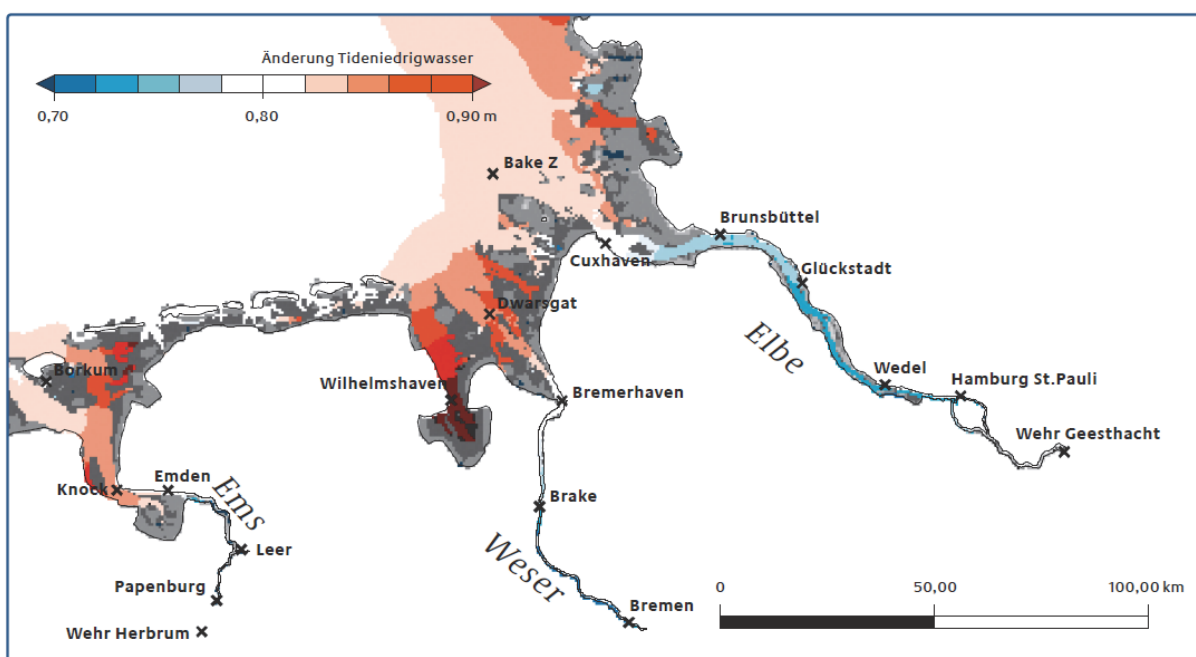 Änderung Tideniedrigwasser
0,70
0,80
0,90 m
Bake Z
Brunsbüttel
Cuxhaven
Glückstadt
Dwarsgat
Elbe
Borkum
Wilhelmshaven
Bremerhaven
Wedel
Hamburg St.Pauli
Wehr Geesthacht
Knock
Emden
Ems
Brake
Leer
Weser
Papenburg
0
50,00
100,00 km
Bremen
Wehr Herbrum